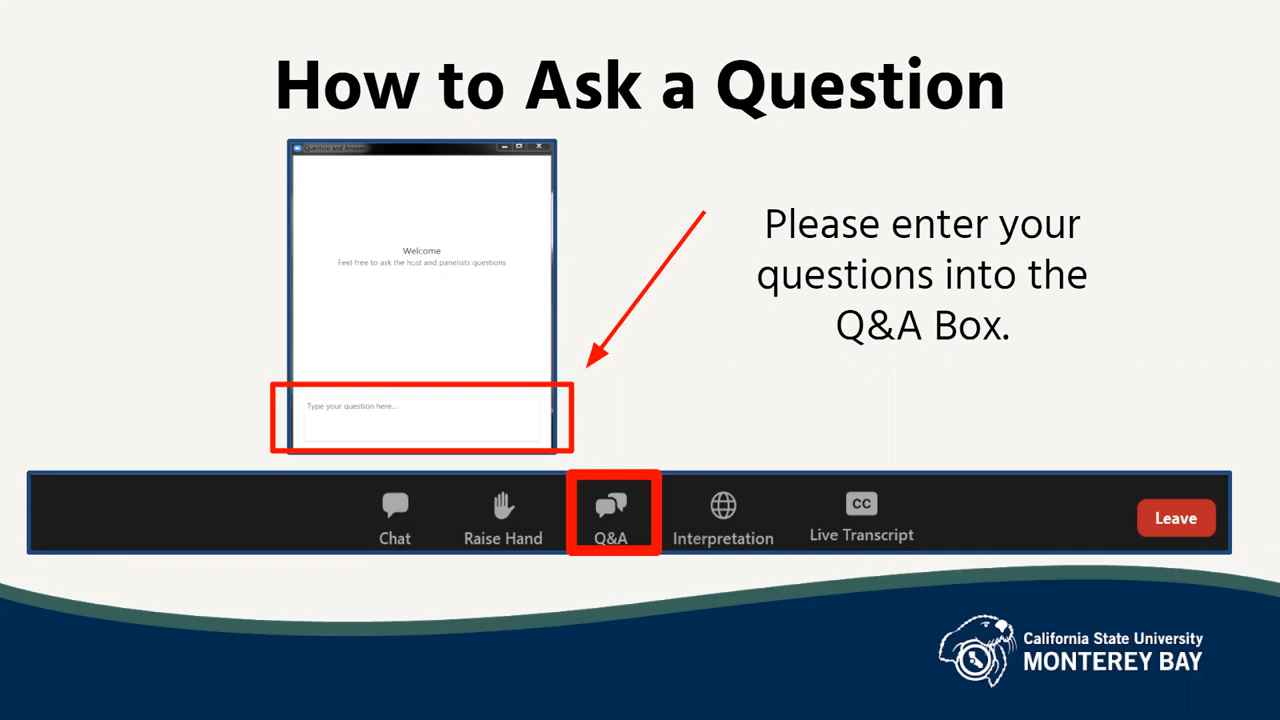 How to Ask a Question
Question and Answer
Welcome
Feel free to ask the host and panelists questions
Please enter your
questions into the
Q&A Box.
Type your question here...
Chat
Raise Hand
Q&A
Interpretation
CC
Live Transcript
Leave
California State University
MONTEREY BAY